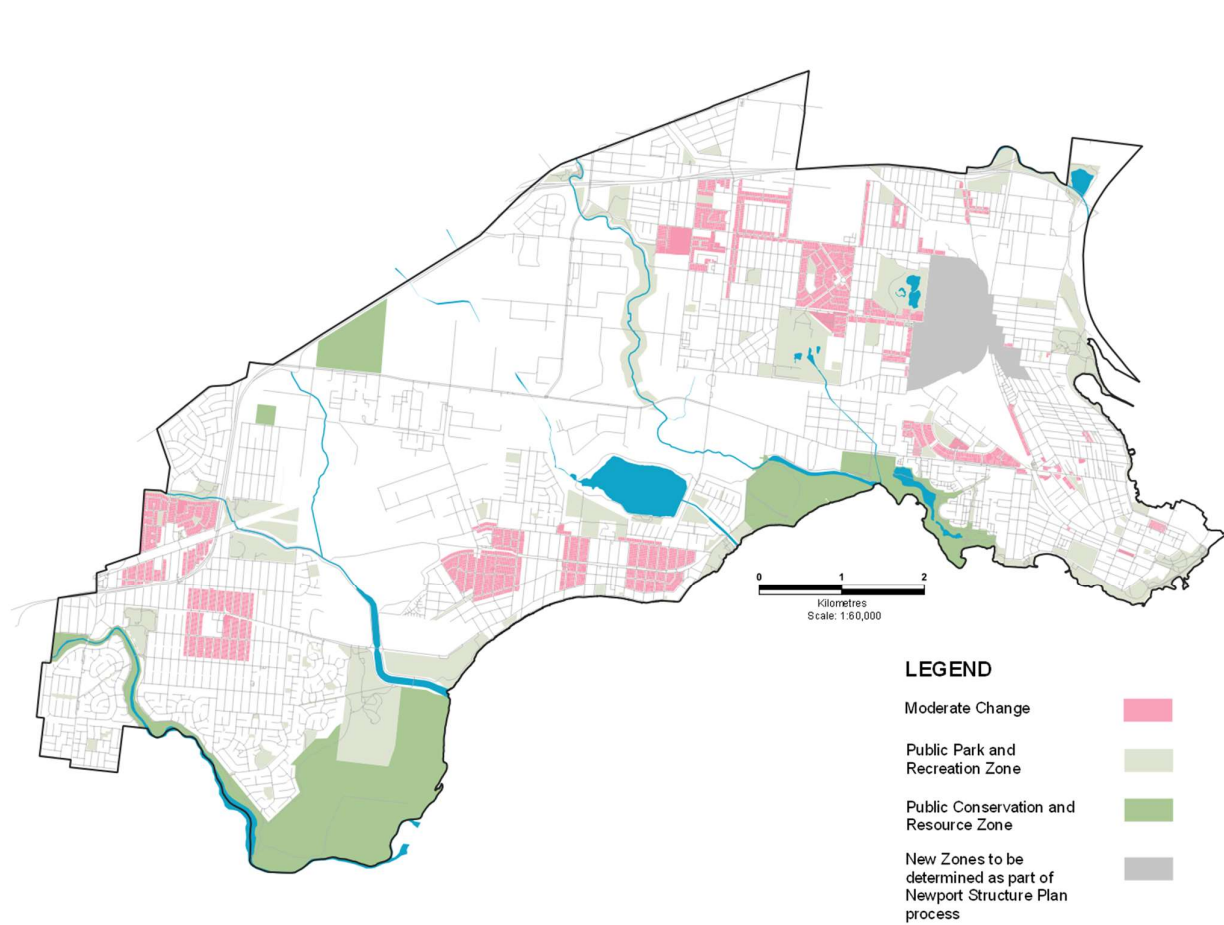 0 1 2
Kilometres
Scale: 1:60,000
LEGEND
Moderate Change
Public Park and
Recreation Zone
Public Conservation and
Resource Zone
New Zones to be
determined as part of
Newport Structure Plan
process